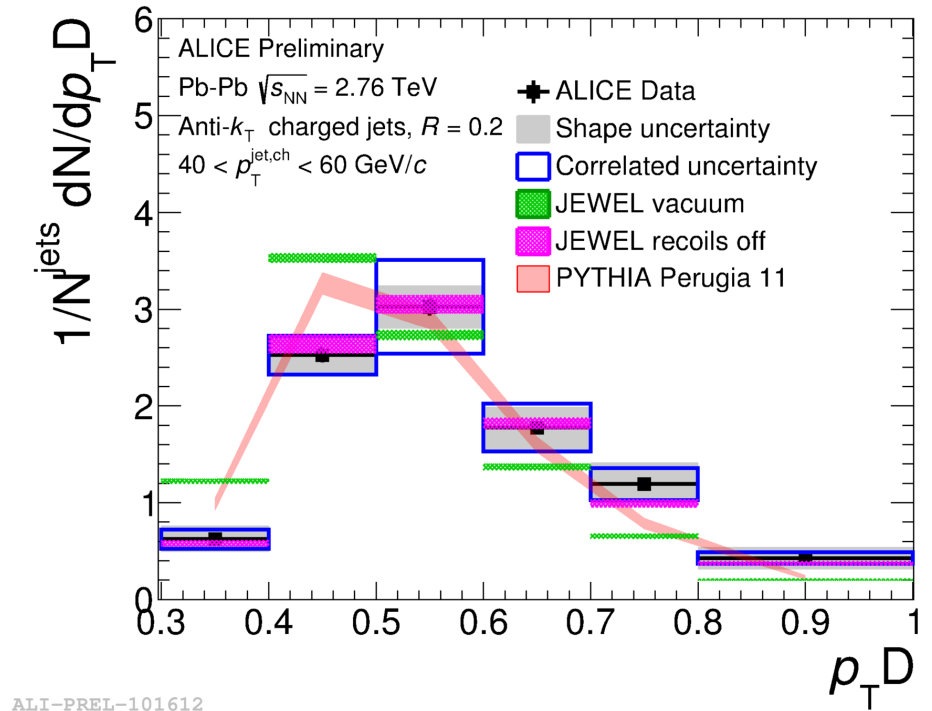 ALICE Preliminary
Pb-Pb √sNN = 2.76 TeV
Anti-kT charged jets, R = 0.2
40 < pTjet,ch < 60 GeV/c
ALICE Data
Shape uncertainty
Correlated uncertainty
JEWEL vacuum
JEWEL recoils off
PYTHIA Perugia 11
1/Njets dN/dpTD
6
5
4
3
2
1
0
0.3 0.4 0.5 0.6 0.7 0.8 0.9 1
pTD
ALI-PREL-101612